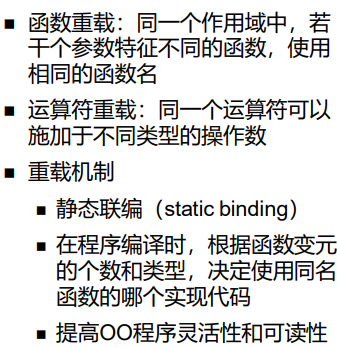 ▪ 函数重载：同一个作用域中，若
干个参数特征不同的函数，使用
相同的函数名
▪ 运算符重载：同一个运算符可以
施加于不同类型的操作数
▪ 重载机制
▪ 静态联编（static binding）
▪ 在程序编译时，根据函数变元
的个数和类型，决定使用同名
函数的哪个实现代码
▪ 提高OO程序灵活性和可读性